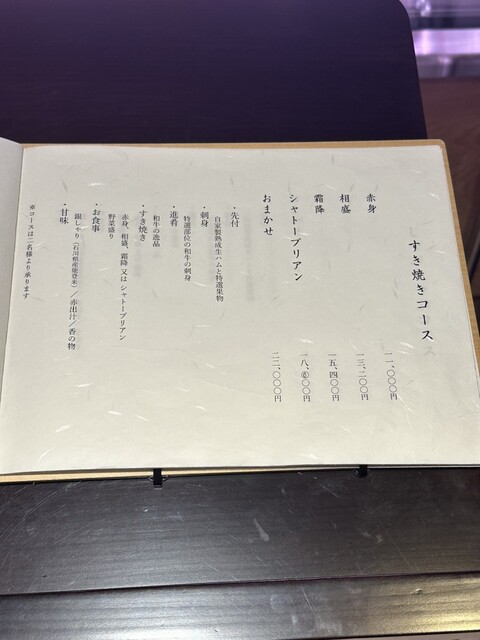 すき焼きコース
赤身 一一、〇〇〇円
相盛 一三、二〇〇円
霜降 一五、四〇〇円
シャトーブリアン 一八、〇〇〇円
おまかせ 二二、〇〇〇円
・先付
自家製熟成生ハムと特選果物
・刺身
特選部位の和牛の刺身
・進肴
和牛の逸品
・すき焼き
赤身、相盛、霜降 又は シャトーブリアン
野菜盛り
・お食事
銀しゃり（石川県産能登米）／赤出汁／香の物
・甘味
※コースは二名様より承ります